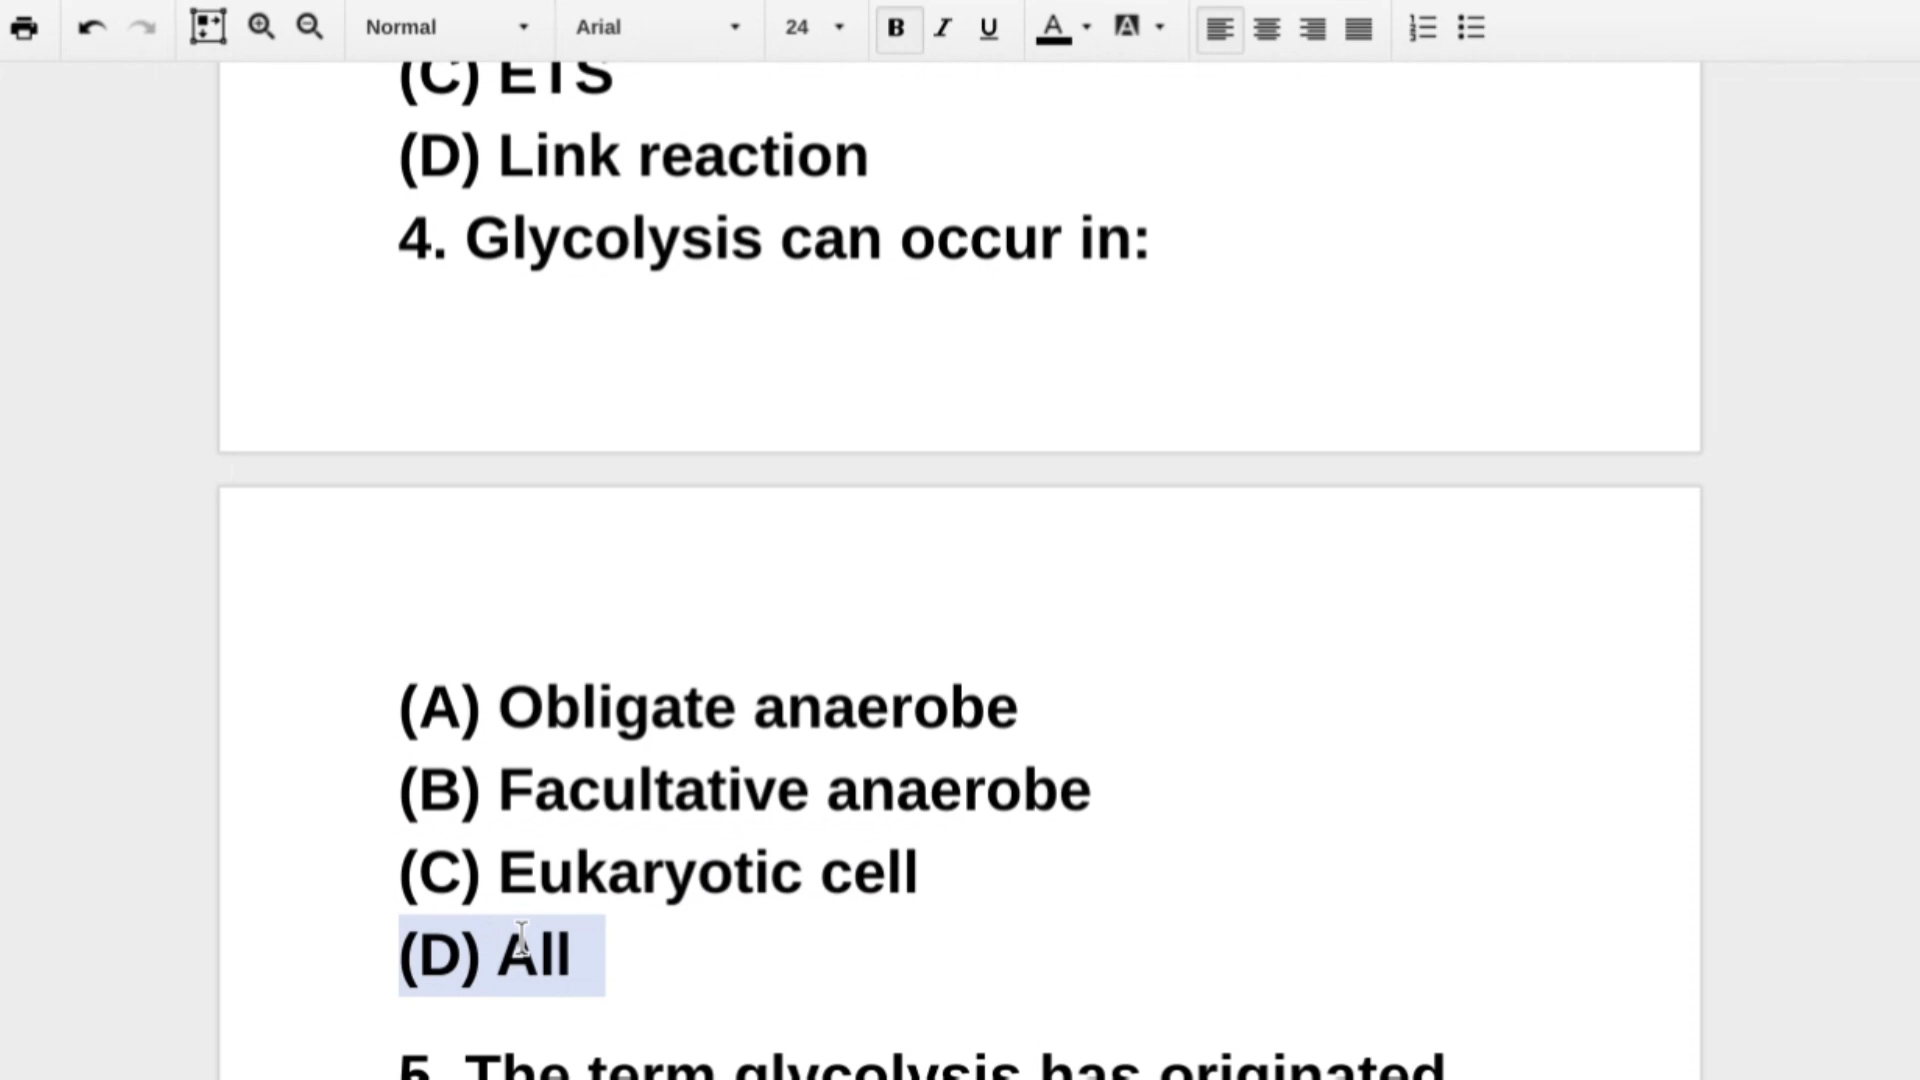 Normal Arial 24 B I U A A
(C) ETS
(D) Link reaction
4. Glycolysis can occur in:
(A) Obligate anaerobe
(B) Facultative anaerobe
(C) Eukaryotic cell
(D) All
5. The term glycolysis has originated